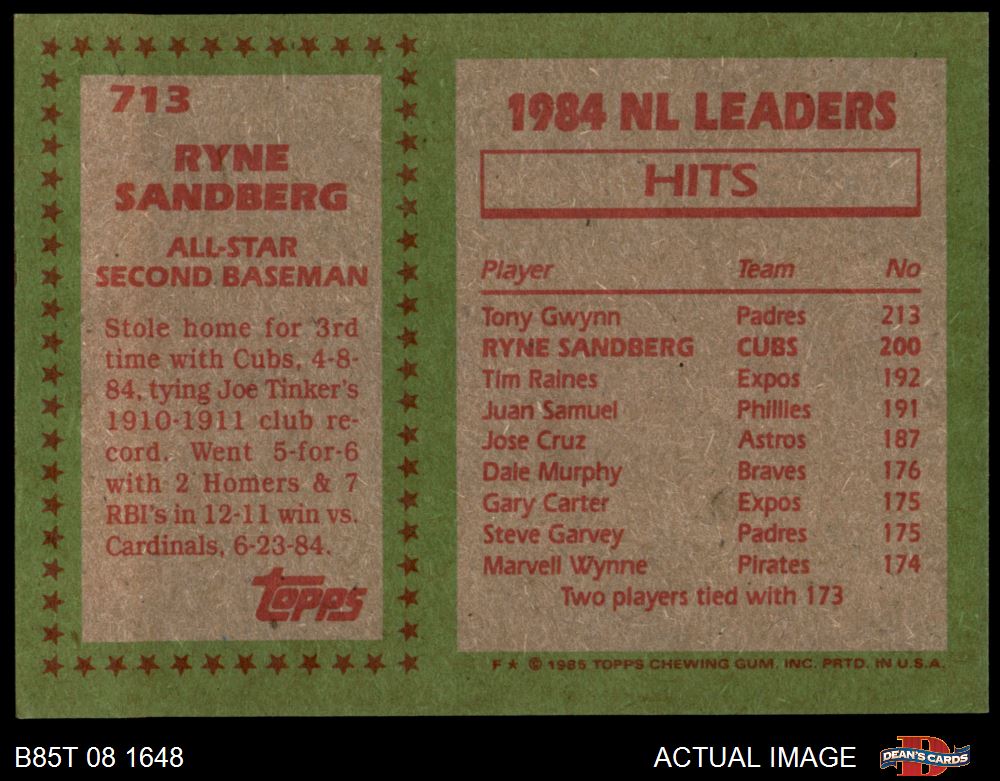 713
RYNE
SANDBERG
ALL-STAR
SECOND BASEMAN
Stole home for 3rd
time with Cubs, 4-8-
84, tying Joe Tinker's
1910-1911 club re-
cord. Went 5-for-6
with 2 Homers & 7
RBI's in 12-11 win vs.
Cardinals, 6-23-84.
topps
1984 NL LEADERS
HITS
Player Team No
Tony Gwynn Padres 213
RYNE SANDBERG CUBS 200
Tim Raines Expos 192
Juan Samuel Phillies 191
Jose Cruz Astros 187
Dale Murphy Braves 176
Gary Carter Expos 175
Steve Garvey Padres 175
Marvell Wynne Pirates 174
Two players tied with 173
F★ © 1985 TOPPS CHEWING GUM, INC. PRTD. IN U.S.A.
B85T 08 1648
ACTUAL IMAGE
DEAN'S CARDS